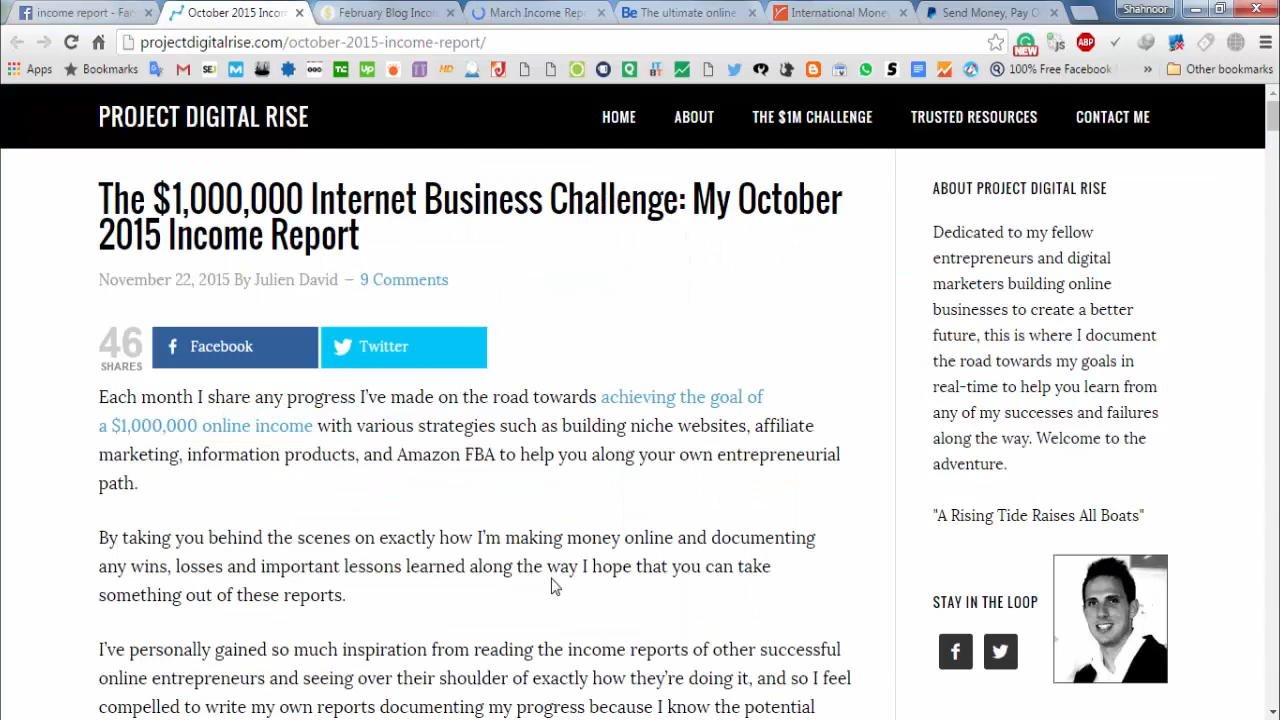 income report - Fac
October 2015 Incom
February Blog Incom
March Income Repo
The ultimate online
International Money
Send Money, Pay O
Shahnoor
projectdigitalrise.com/october-2015-income-report/
NEW
js
ABP
Apps
Bookmarks
SEJ
TC
Up
HD
100% Free Facebook
»
Other bookmarks
PROJECT DIGITAL RISE
HOME
ABOUT
THE $1M CHALLENGE
TRUSTED RESOURCES
CONTACT ME
The $1,000,000 Internet Business Challenge: My October
2015 Income Report
November 22, 2015 By Julien David — 9 Comments
46
SHARES
Facebook
Twitter
Each month I share any progress I've made on the road towards achieving the goal of
a $1,000,000 online income with various strategies such as building niche websites, affiliate
marketing, information products, and Amazon FBA to help you along your own entrepreneurial
path.
By taking you behind the scenes on exactly how I'm making money online and documenting
any wins, losses and important lessons learned along the way I hope that you can take
something out of these reports.
I've personally gained so much inspiration from reading the income reports of other successful
online entrepreneurs and seeing over their shoulder of exactly how they're doing it, and so I feel
compelled to write my own reports documenting my progress because I know the potential
ABOUT PROJECT DIGITAL RISE
Dedicated to my fellow
entrepreneurs and digital
marketers building online
businesses to create a better
future, this is where I document
the road towards my goals in
real-time to help you learn from
any of my successes and failures
along the way. Welcome to the
adventure.
"A Rising Tide Raises All Boats"
STAY IN THE LOOP